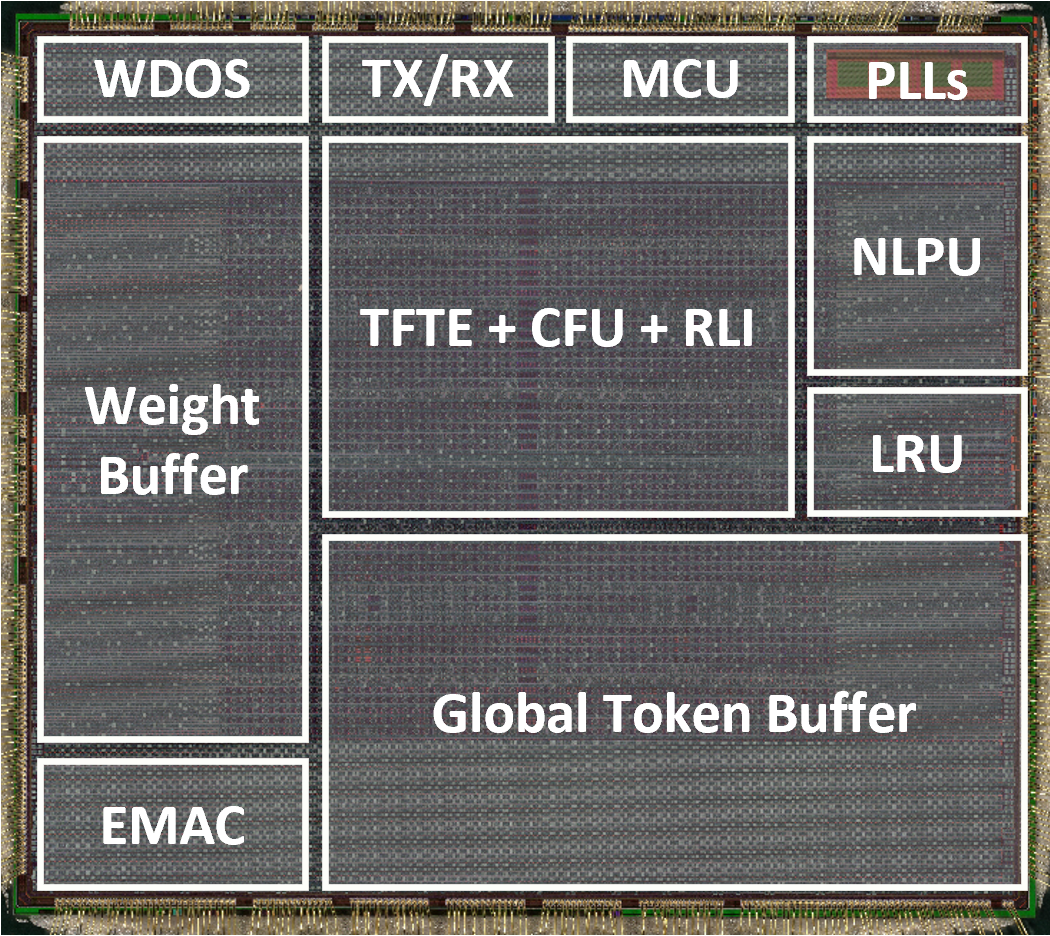 WDOS
TX/RX
MCU
PLLs
Weight
Buffer
TFTE + CFU + RLI
NLPU
LRU
Global Token Buffer
EMAC